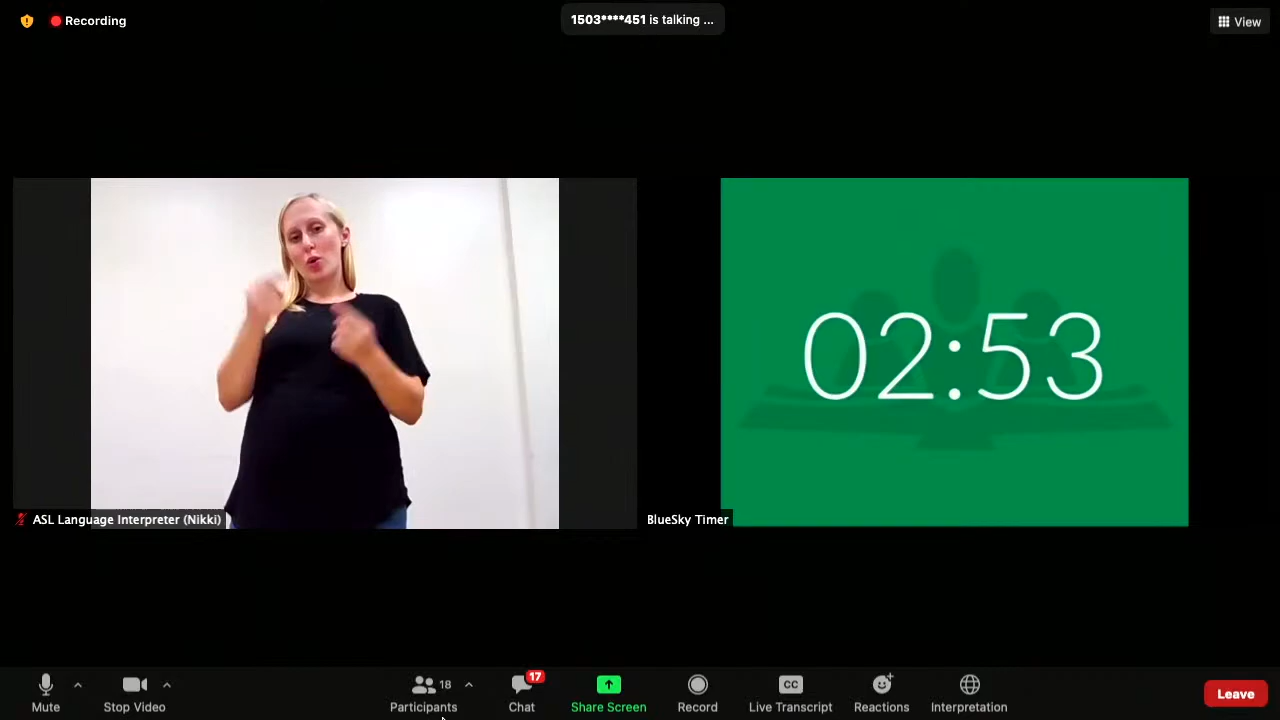 Recording
1503****451 is talking ...
View
02:53
ASL Language Interpreter (Nikki)
BlueSky Timer
Mute
Stop Video
18
Participants
17
Chat
Share Screen
Record
CC
Live Transcript
Reactions
Interpretation
Leave